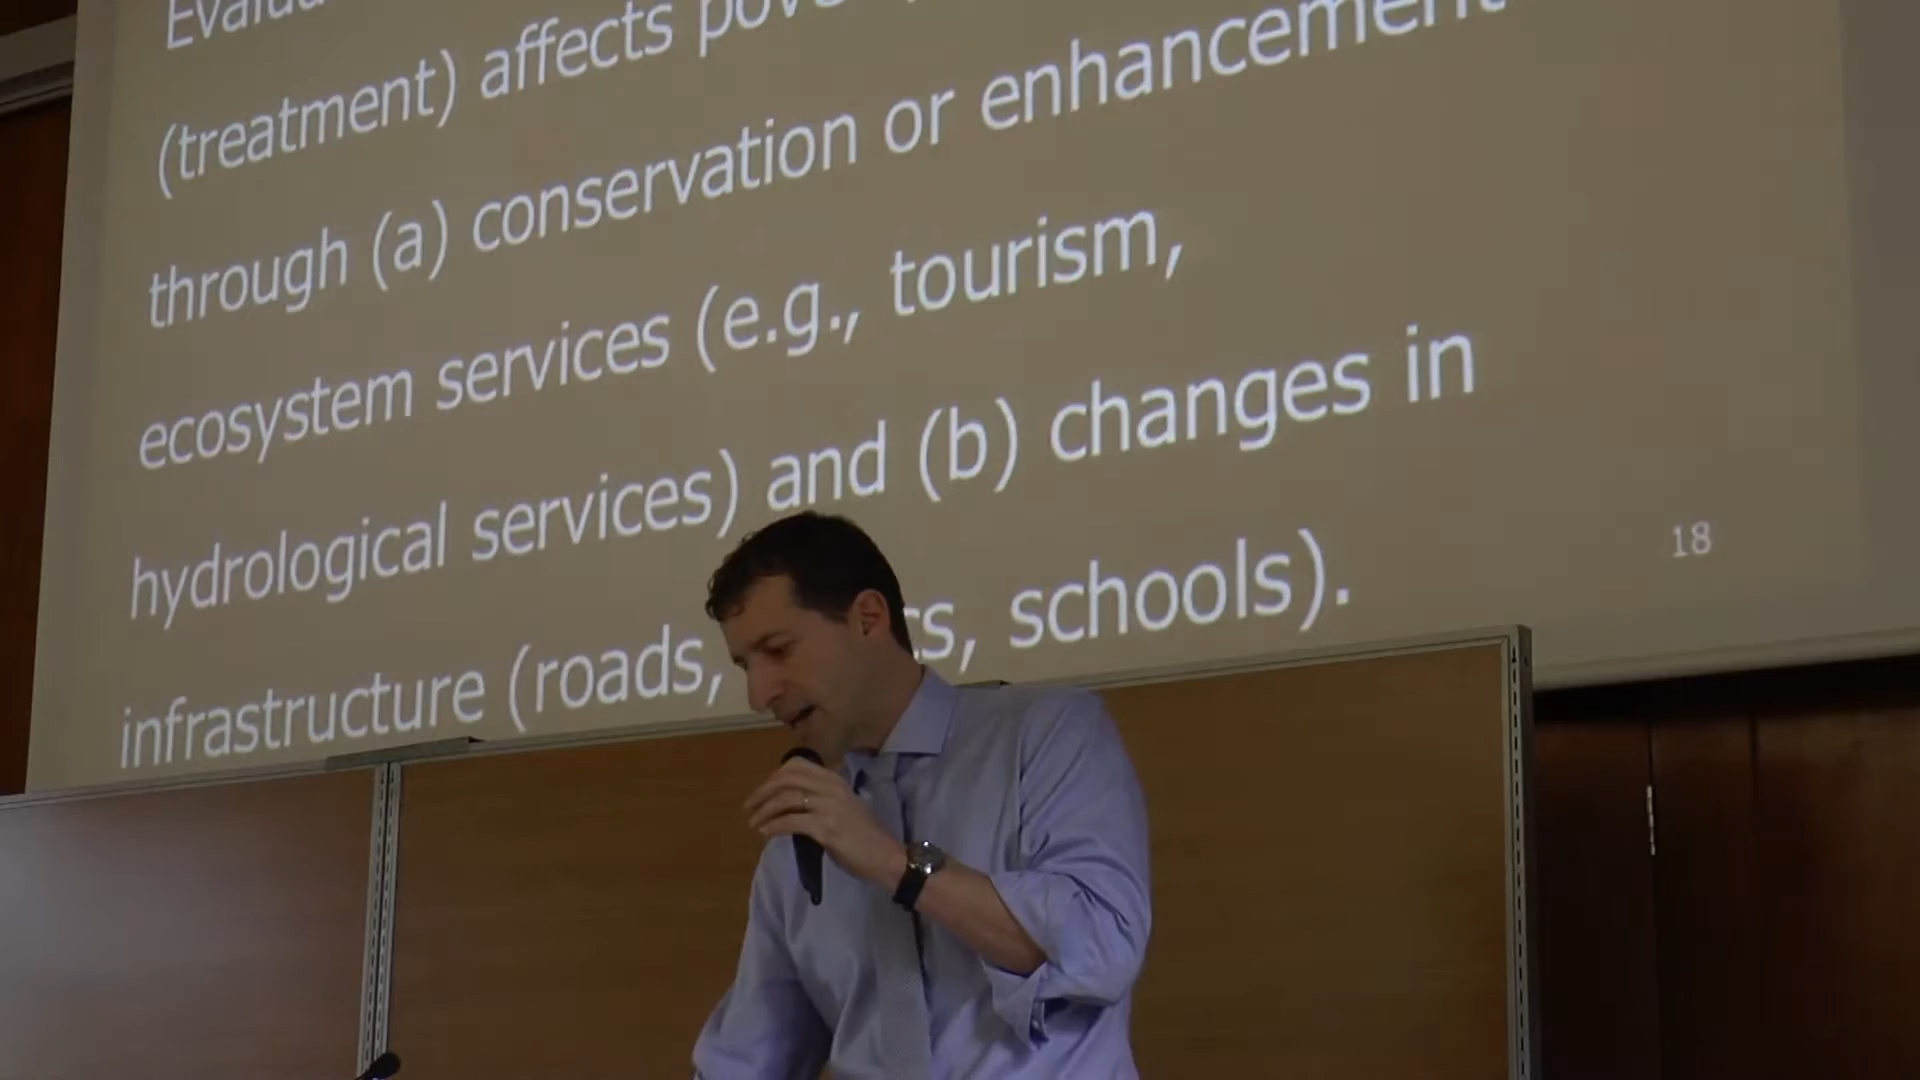 (treatment) affects
through (a) conservation or enhancement
ecosystem services (e.g., tourism,
hydrological services) and (b) changes in
infrastructure (roads, schools).
18